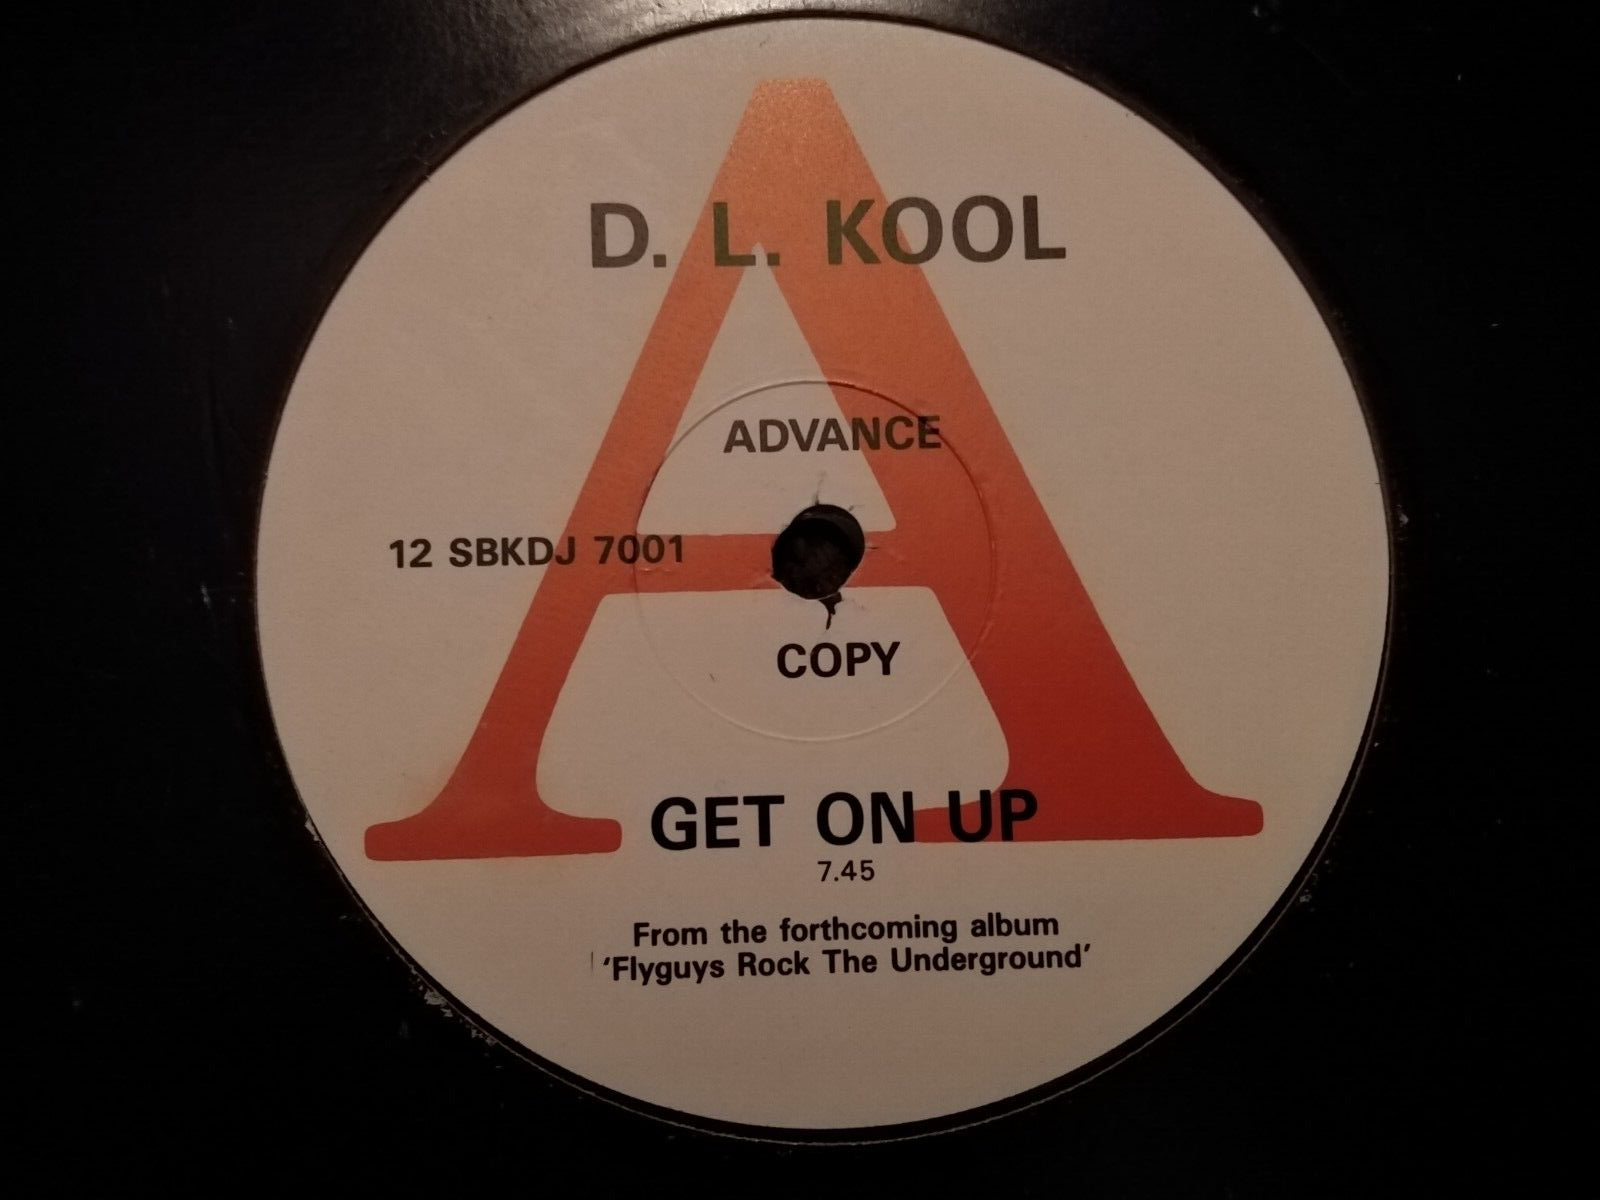 A
D. L. KOOL
ADVANCE
12 SBKDJ 7001
COPY
GET ON UP
7.45
From the forthcoming album
'Flyguys Rock The Underground'